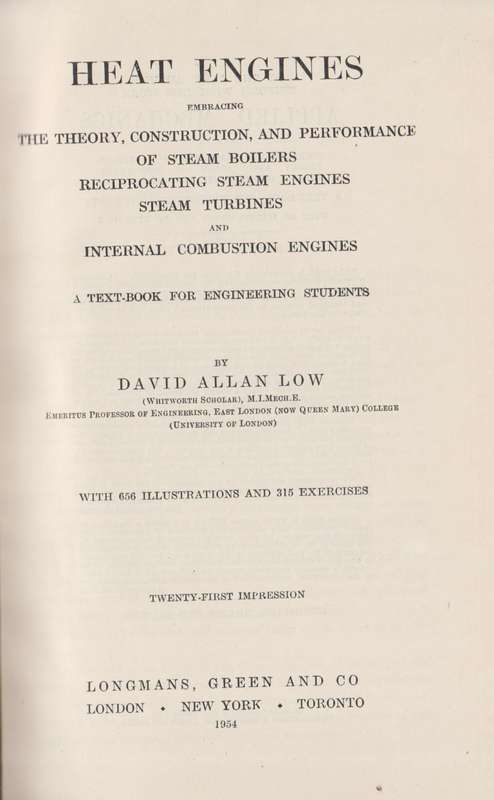 HEAT ENGINES
EMBRACING
THE THEORY, CONSTRUCTION, AND PERFORMANCE
OF STEAM BOILERS
RECIPROCATING STEAM ENGINES
STEAM TURBINES
AND
INTERNAL COMBUSTION ENGINES
A TEXT-BOOK FOR ENGINEERING STUDENTS
BY
DAVID ALLAN LOW
(WHITWORTH SCHOLAR), M.I.MECH.E.
EMERITUS PROFESSOR OF ENGINEERING, EAST LONDON (NOW QUEEN MARY) COLLEGE
(UNIVERSITY OF LONDON)
WITH 656 ILLUSTRATIONS AND 315 EXERCISES
TWENTY-FIRST IMPRESSION
LONGMANS, GREEN AND CO
LONDON • NEW YORK • TORONTO
1954